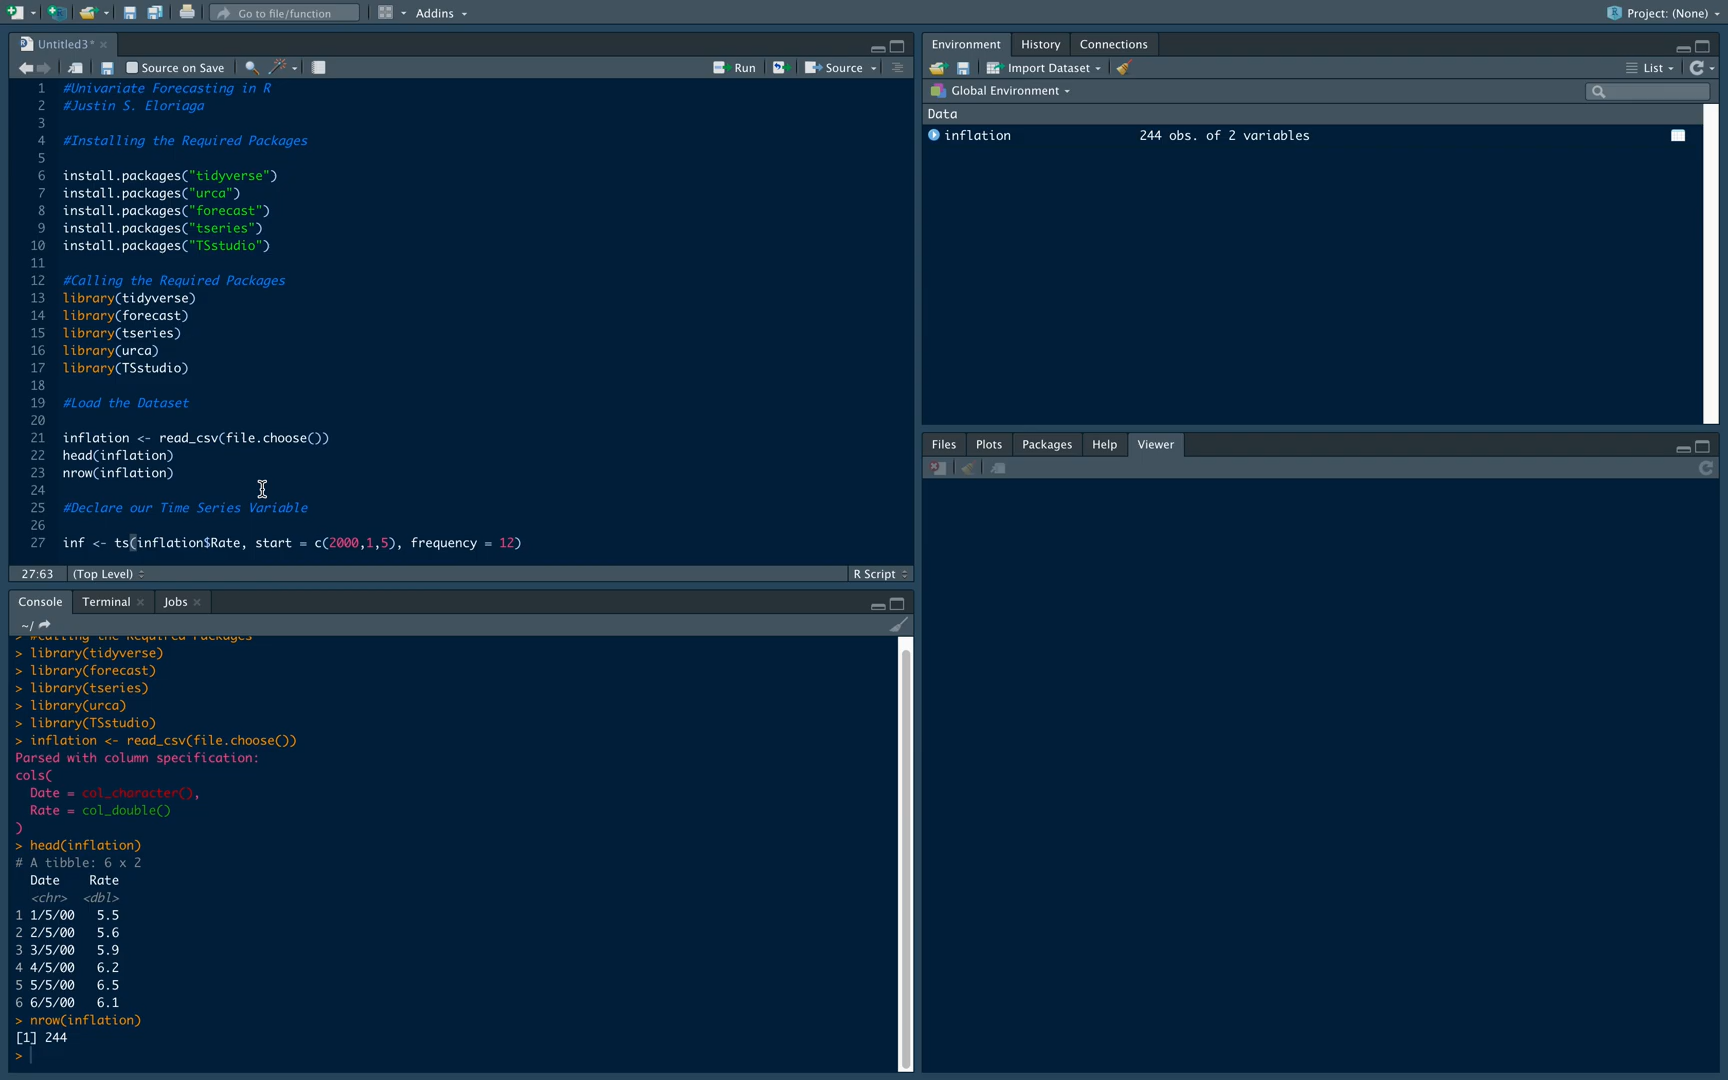 Go to file/function
Addins
Project: (None)
Untitled3*
Source on Save
Run
Source
1 #Univariate Forecasting in R
2 #Justin S. Eloriaga
3
4 #Installing the Required Packages
5
6 install.packages("tidyverse")
7 install.packages("urca")
8 install.packages("forecast")
9 install.packages("tseries")
10 install.packages("TSstudio")
11
12 #Calling the Required Packages
13 library(tidyverse)
14 library(forecast)
15 library(tseries)
16 library(urca)
17 library(TSstudio)
18
19 #Load the Dataset
20
21 inflation <- read_csv(file.choose())
22 head(inflation)
23 nrow(inflation)
24
25 #Declare our Time Series Variable
26
27 inf <- ts(inflation$Rate, start = c(2000,1,5), frequency = 12)
27:63 (Top Level) R Script
Console Terminal Jobs
~/
> #Calling the Required Packages
> library(tidyverse)
> library(forecast)
> library(tseries)
> library(urca)
> library(TSstudio)
> inflation <- read_csv(file.choose())
Parsed with column specification:
cols(
Date = col_character(),
Rate = col_double()
)
> head(inflation)
# A tibble: 6 x 2
Date Rate
<chr> <dbl>
1 1/5/00 5.5
2 2/5/00 5.6
3 3/5/00 5.9
4 4/5/00 6.2
5 5/5/00 6.5
6 6/5/00 6.1
> nrow(inflation)
[1] 244
>
Environment History Connections
Import Dataset List
Global Environment
Data
inflation 244 obs. of 2 variables
Files Plots Packages Help Viewer